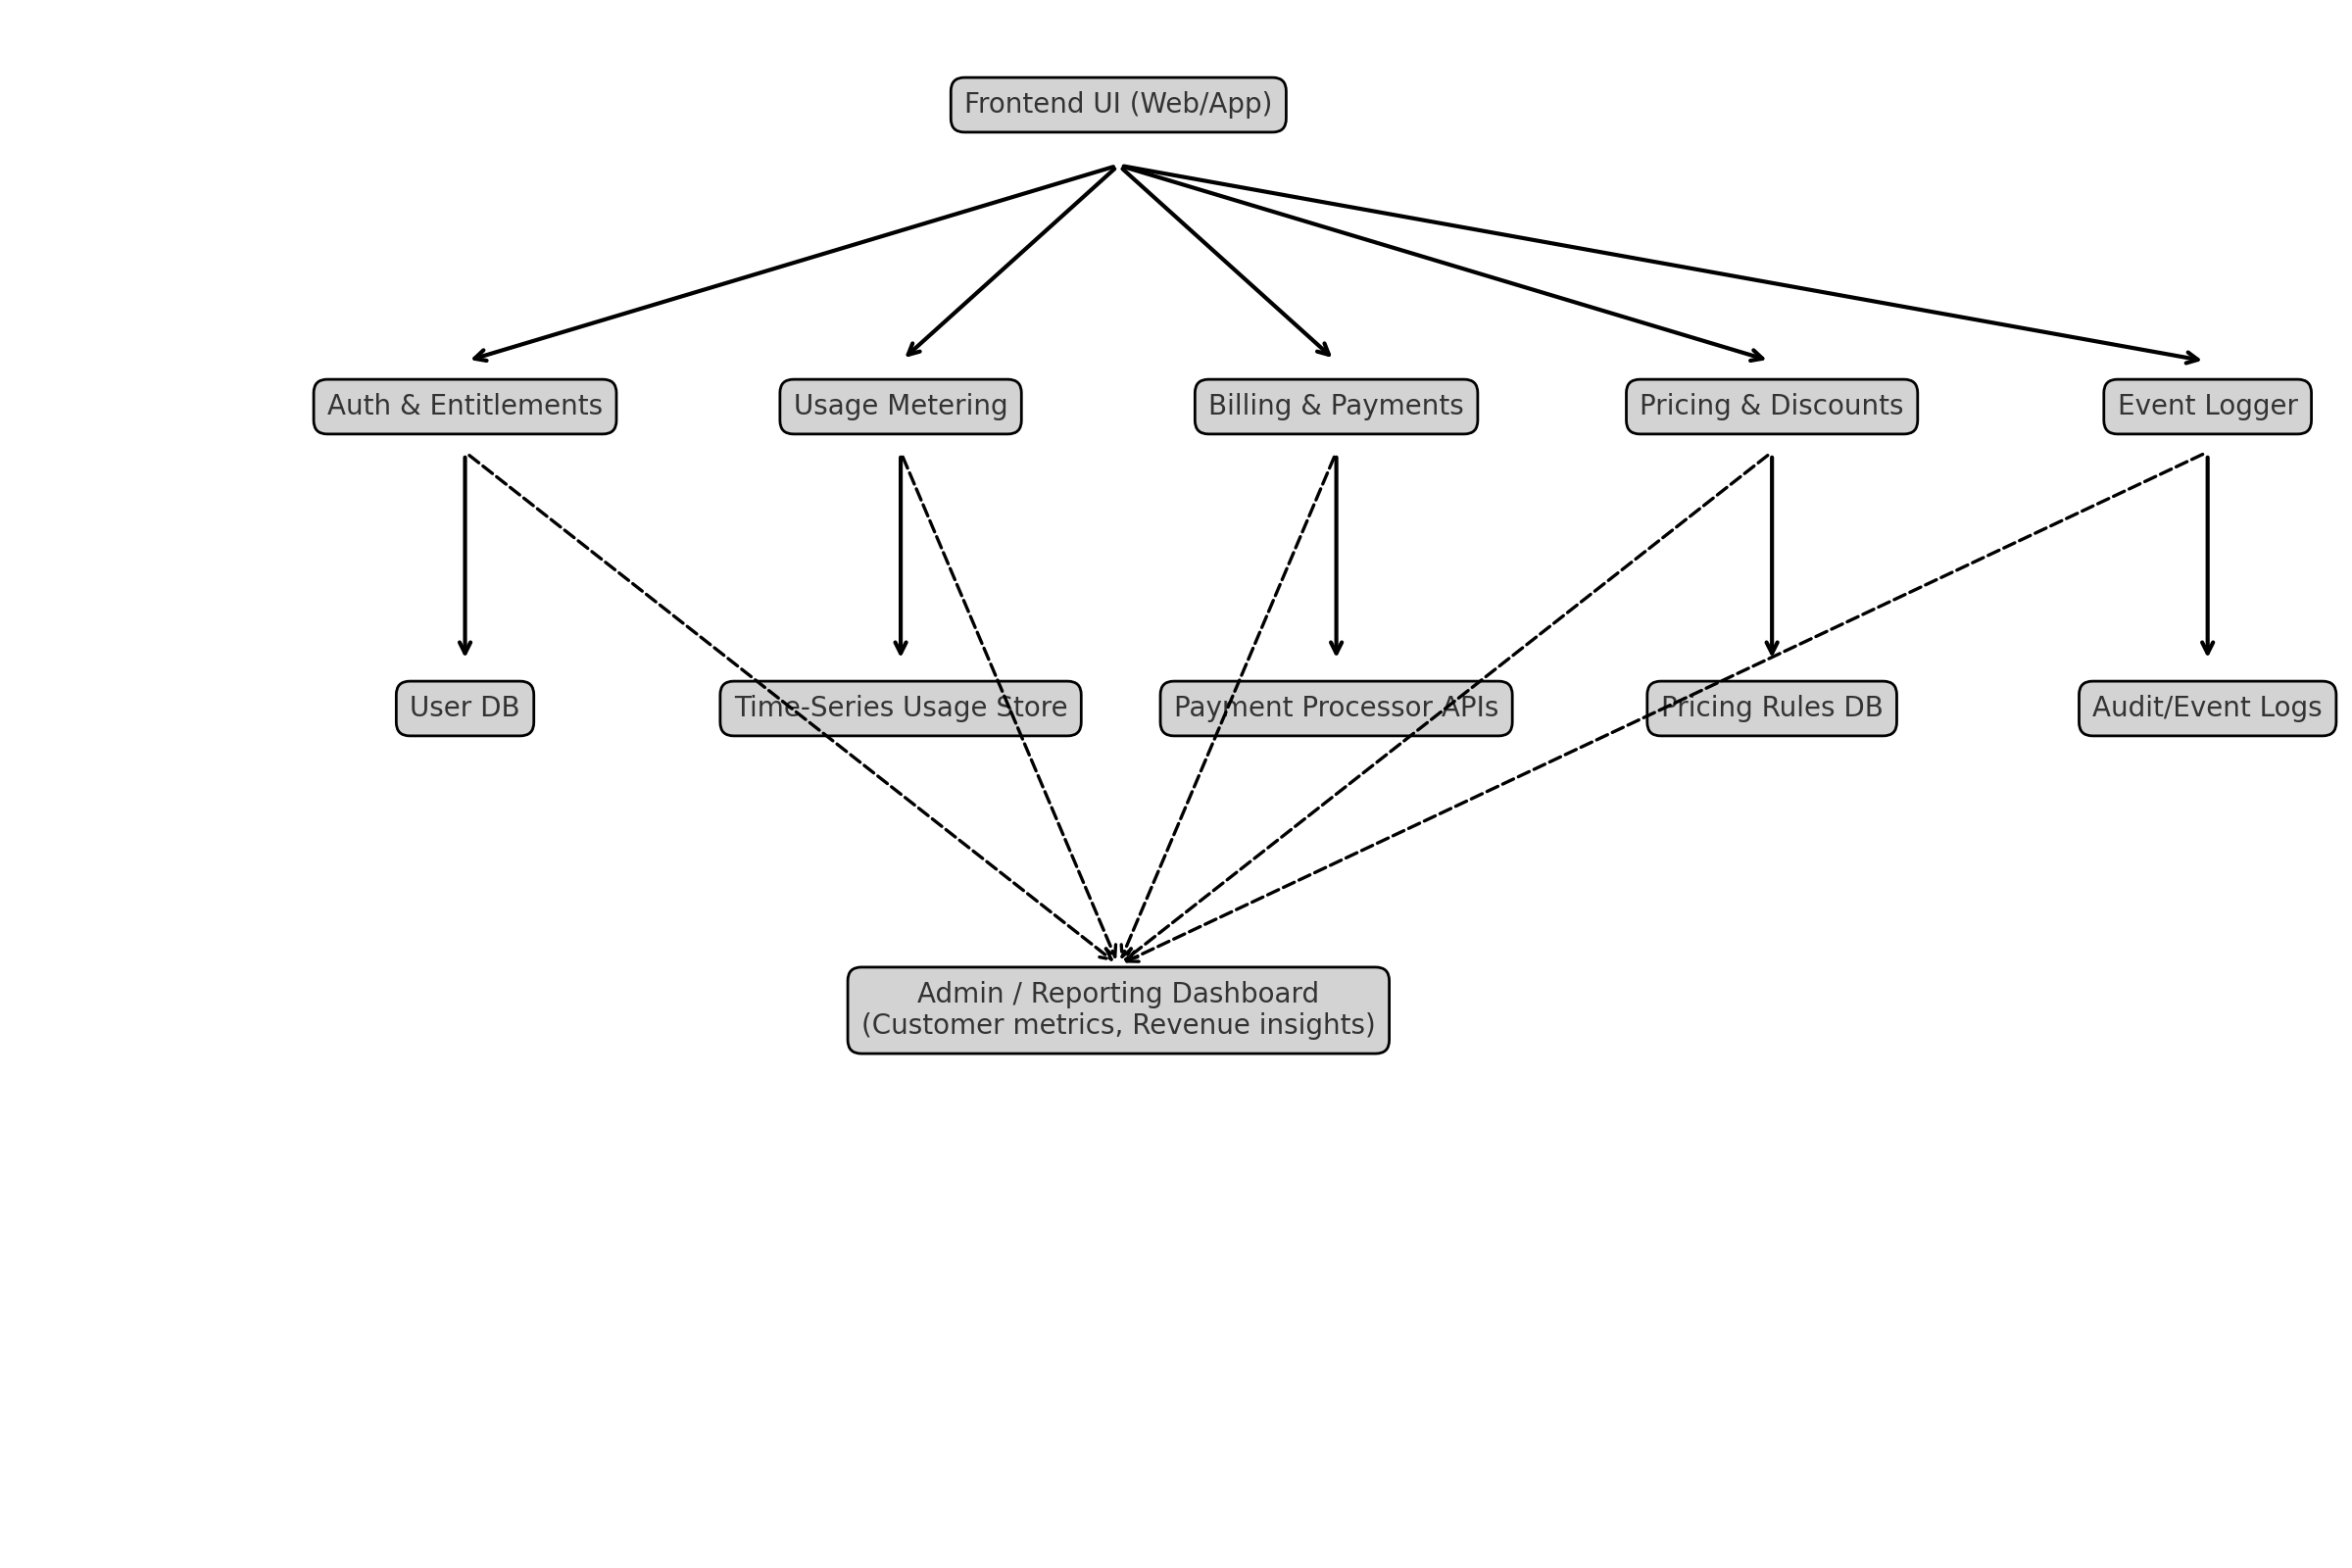 Frontend UI (Web/App)
Auth & Entitlements
Usage Metering
Billing & Payments
Pricing & Discounts
Event Logger
User DB
Time-Series Usage Store
Payment Processor APIs
Pricing Rules DB
Audit/Event Logs
Admin / Reporting Dashboard
(Customer metrics, Revenue insights)